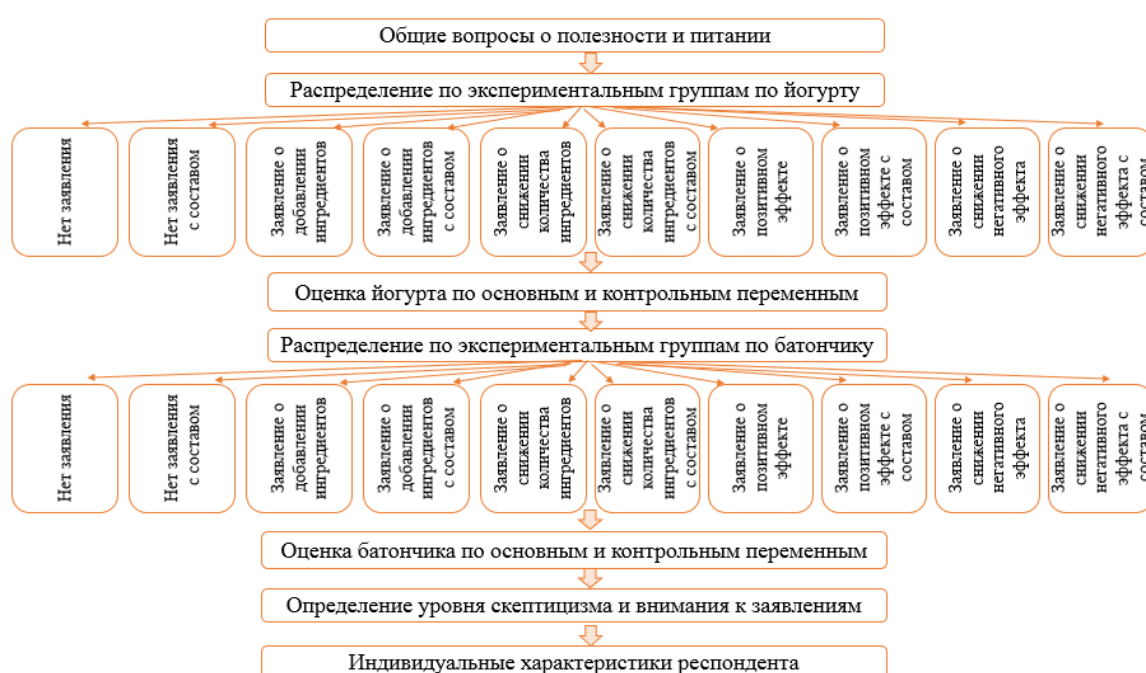 Общие вопросы о полезности и питании
Распределение по экспериментальным группам по йогурту
Нет заявления
Нет заявления
с составом
Заявление о
добавлении
ингредиентов
Заявление о
добавлении
ингредиентов
с составом
Заявление о
снижении
количества
ингредиентов
Заявление о
снижении
количества
ингредиентов
с составом
Заявление о
позитивном
эффекте
Заявление о
позитивном
эффекте с
составом
Заявление о
снижении
негативного
эффекта
Заявление о
снижении
негативного
эффекта с
составом
Оценка йогурта по основным и контрольным переменным
Распределение по экспериментальным группам по батончику
Нет заявления
Нет заявления
с составом
Заявление о
добавлении
ингредиентов
Заявление о
добавлении
ингредиентов
с составом
Заявление о
снижении
количества
ингредиентов
Заявление о
снижении
количества
ингредиентов
с составом
Заявление о
позитивном
эффекте
Заявление о
позитивном
эффекте с
составом
Заявление о
снижении
негативного
эффекта
Заявление о
снижении
негативного
эффекта с
составом
Оценка батончика по основным и контрольным переменным
Определение уровня скептицизма и внимания к заявлениям
Индивидуальные характеристики респондента